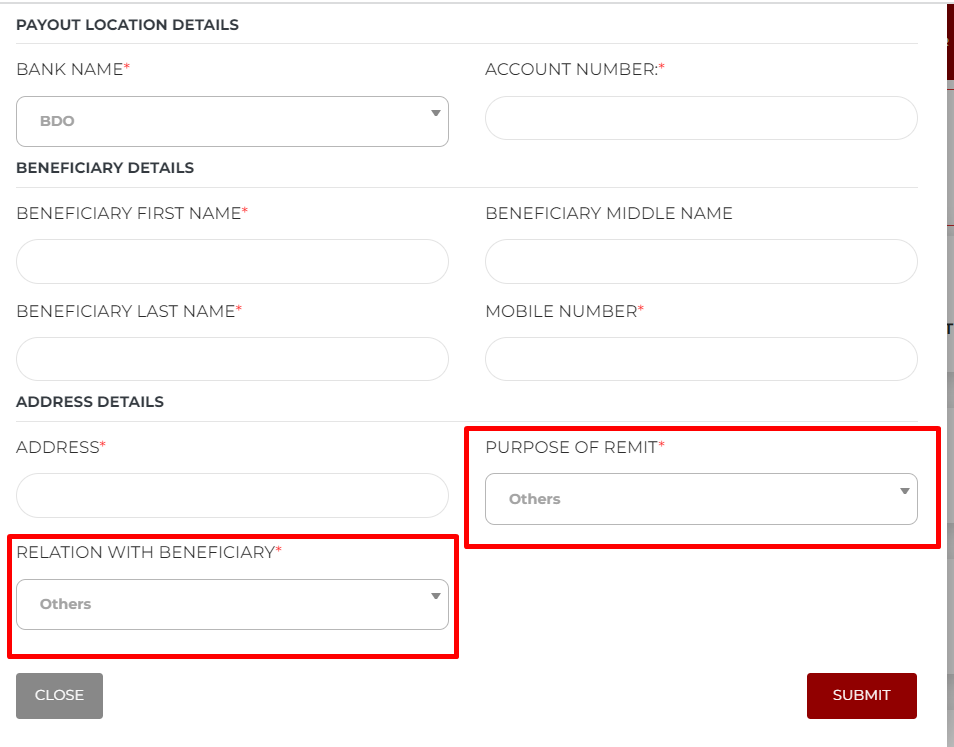 PAYOUT LOCATION DETAILS
BANK NAME*
ACCOUNT NUMBER:*
BDO
BENEFICIARY DETAILS
BENEFICIARY FIRST NAME*
BENEFICIARY MIDDLE NAME
BENEFICIARY LAST NAME*
MOBILE NUMBER*
ADDRESS DETAILS
ADDRESS*
PURPOSE OF REMIT*
Others
RELATION WITH BENEFICIARY*
Others
CLOSE
SUBMIT